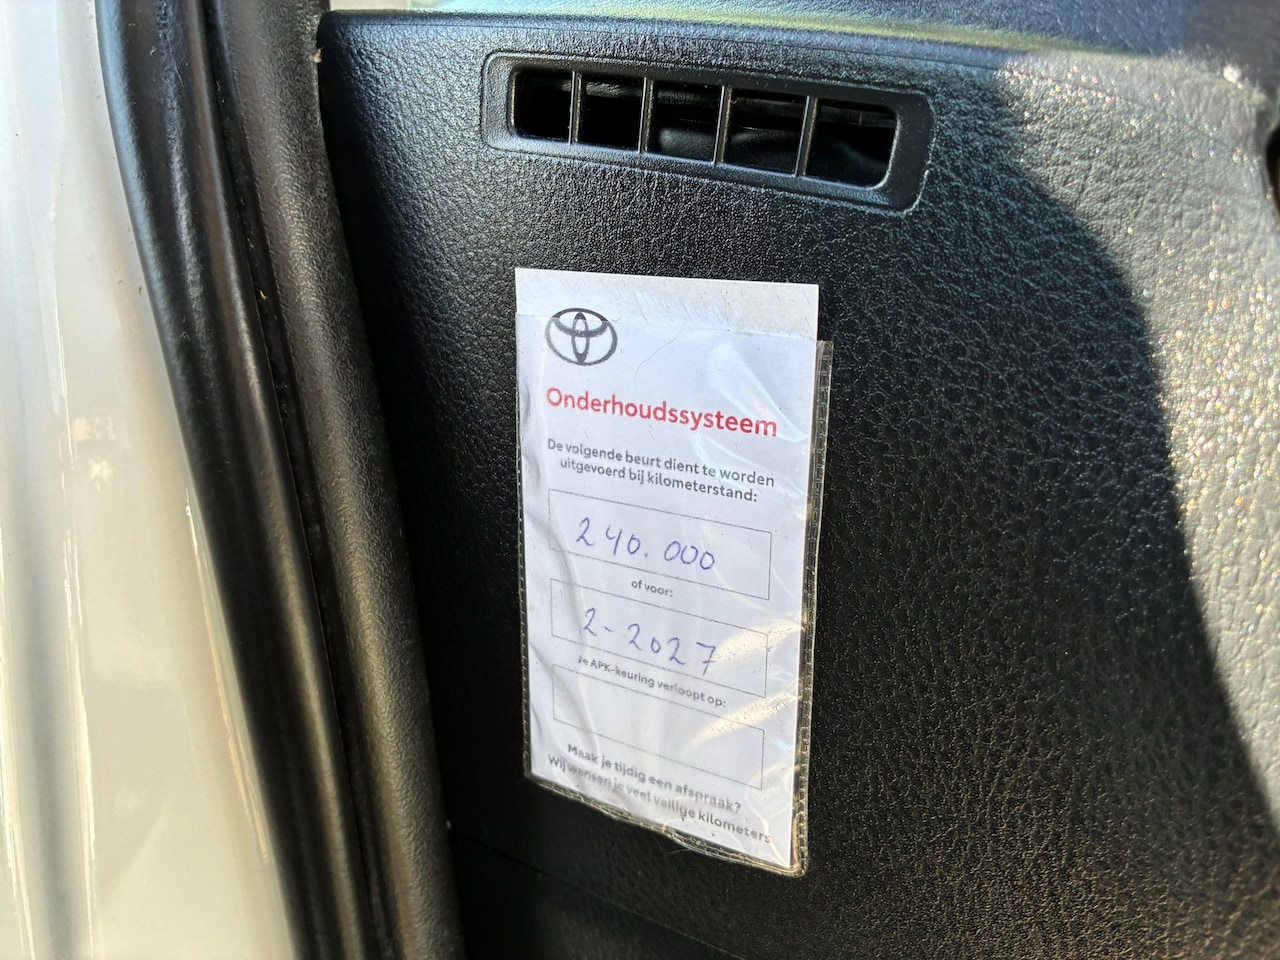 Onderhoudssysteem
De volgende beurt dient te worden
uitgevoerd bij kilometerstand:
240.000
of voor:
2-2027
Je APK-keuring verloopt op:
Maak je tijdig een afspraak?
Wij wensen je veel veilige kilometers